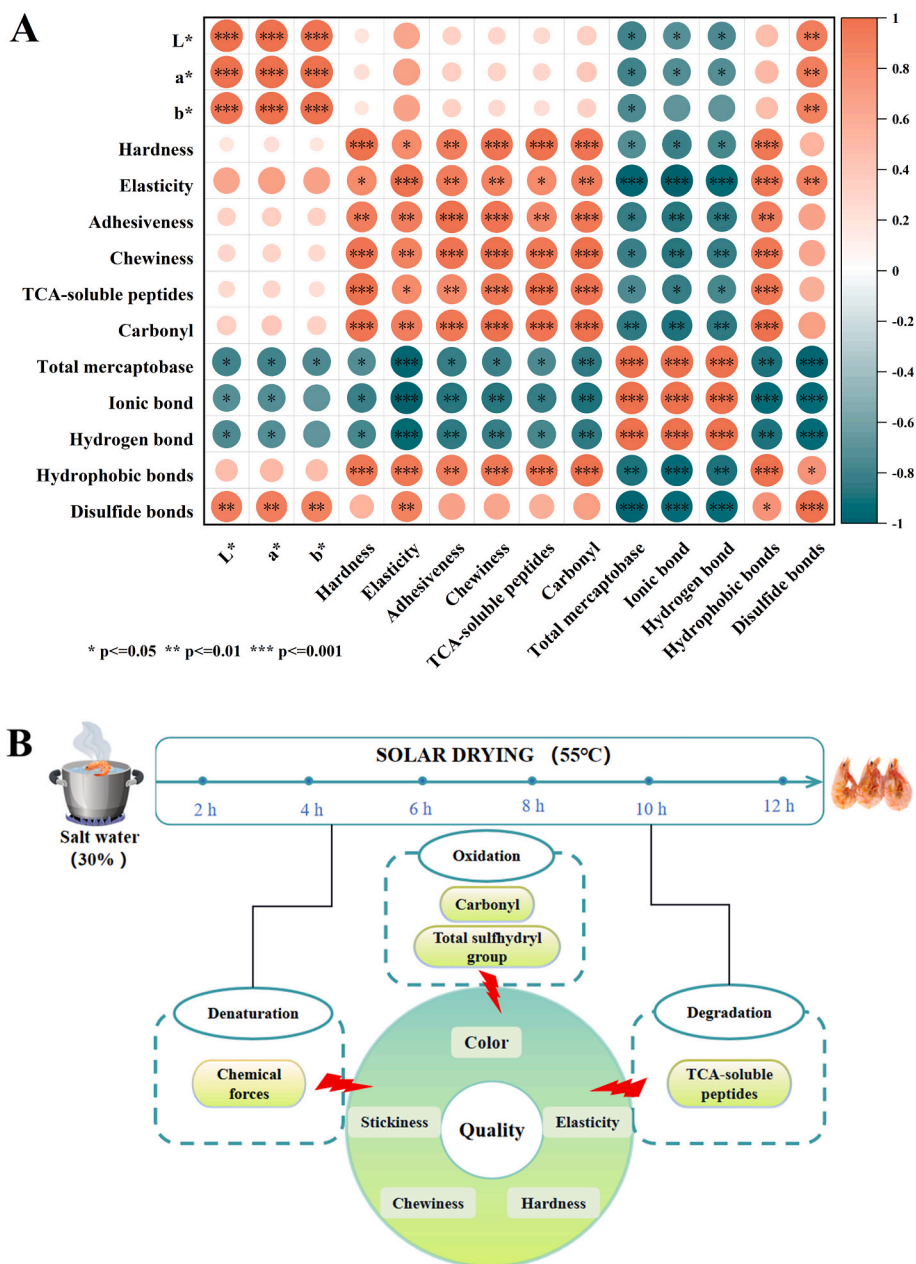 A
L* *** *** *** * * * **
a* *** *** *** * * * **
b* *** *** *** * **
Hardness *** * ** *** *** *** * * * ***
Elasticity * *** ** ** * ** *** *** *** *** **
Adhesiveness ** ** *** *** ** *** * ** ** **
Chewiness *** ** *** *** *** *** * ** ** ***
TCA-soluble peptides *** * ** *** *** *** * * * ***
Carbonyl *** ** *** *** *** *** ** ** ** ***
Total mercaptobase * * * * *** * * * ** *** *** *** ** ***
Ionic bond * * * *** ** ** * ** *** *** *** *** ***
Hydrogen bond * * * *** ** ** * ** *** *** *** ** ***
Hydrophobic bonds *** *** ** *** *** *** ** *** ** *** *
Disulfide bonds ** ** ** ** *** *** *** * ***
1
0.8
0.6
0.4
0.2
0
-0.2
-0.4
-0.6
-0.8
-1
L*
a*
b*
Hardness
Elasticity
Adhesiveness
Chewiness
TCA-soluble peptides
Carbonyl
Total mercaptobase
Ionic bond
Hydrogen bond
Hydrophobic bonds
Disulfide bonds
* p<=0.05 ** p<=0.01 *** p<=0.001
B
SOLAR DRYING (55℃)
2 h 4 h 6 h 8 h 10 h 12 h
Salt water
(30% )
Oxidation
Carbonyl
Total sulfhydryl
group
Denaturation
Chemical
forces
Degradation
TCA-soluble
peptides
Color
Stickiness
Quality
Elasticity
Chewiness
Hardness